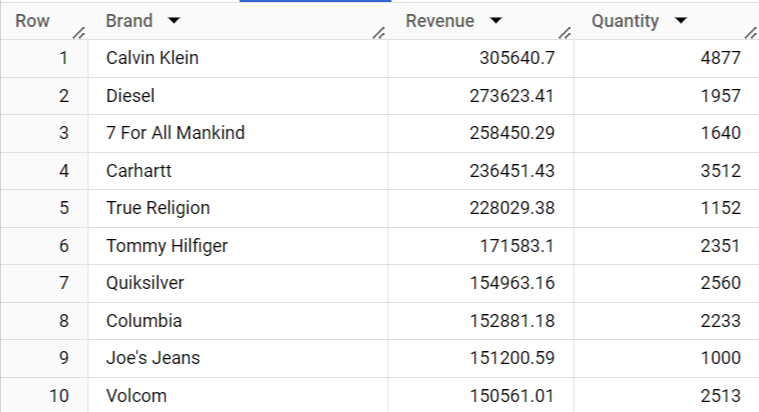 Row Brand Revenue Quantity
1 Calvin Klein 305640.7 4877
2 Diesel 273623.41 1957
3 7 For All Mankind 258450.29 1640
4 Carhartt 236451.43 3512
5 True Religion 228029.38 1152
6 Tommy Hilfiger 171583.1 2351
7 Quiksilver 154963.16 2560
8 Columbia 152881.18 2233
9 Joe's Jeans 151200.59 1000
10 Volcom 150561.01 2513